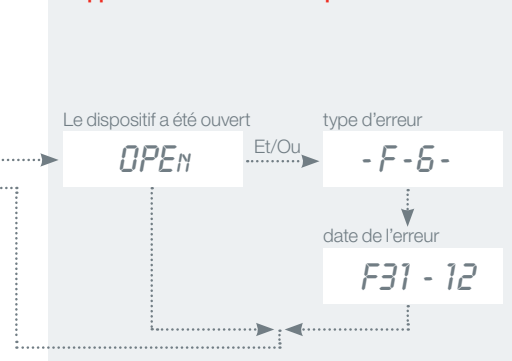 Le dispositif a été ouvert
type d'erreur
OPEn
Et/Ou
-F-6-
date de l'erreur
F31 - 12